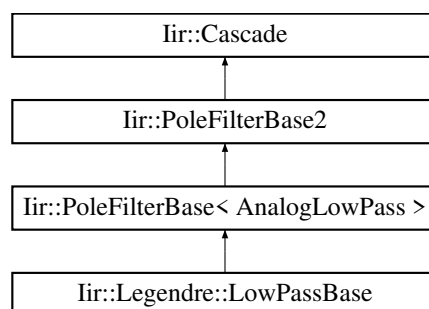 Iir::Cascade
Iir::PoleFilterBase2
Iir::PoleFilterBase< AnalogLowPass >
Iir::Legendre::LowPassBase